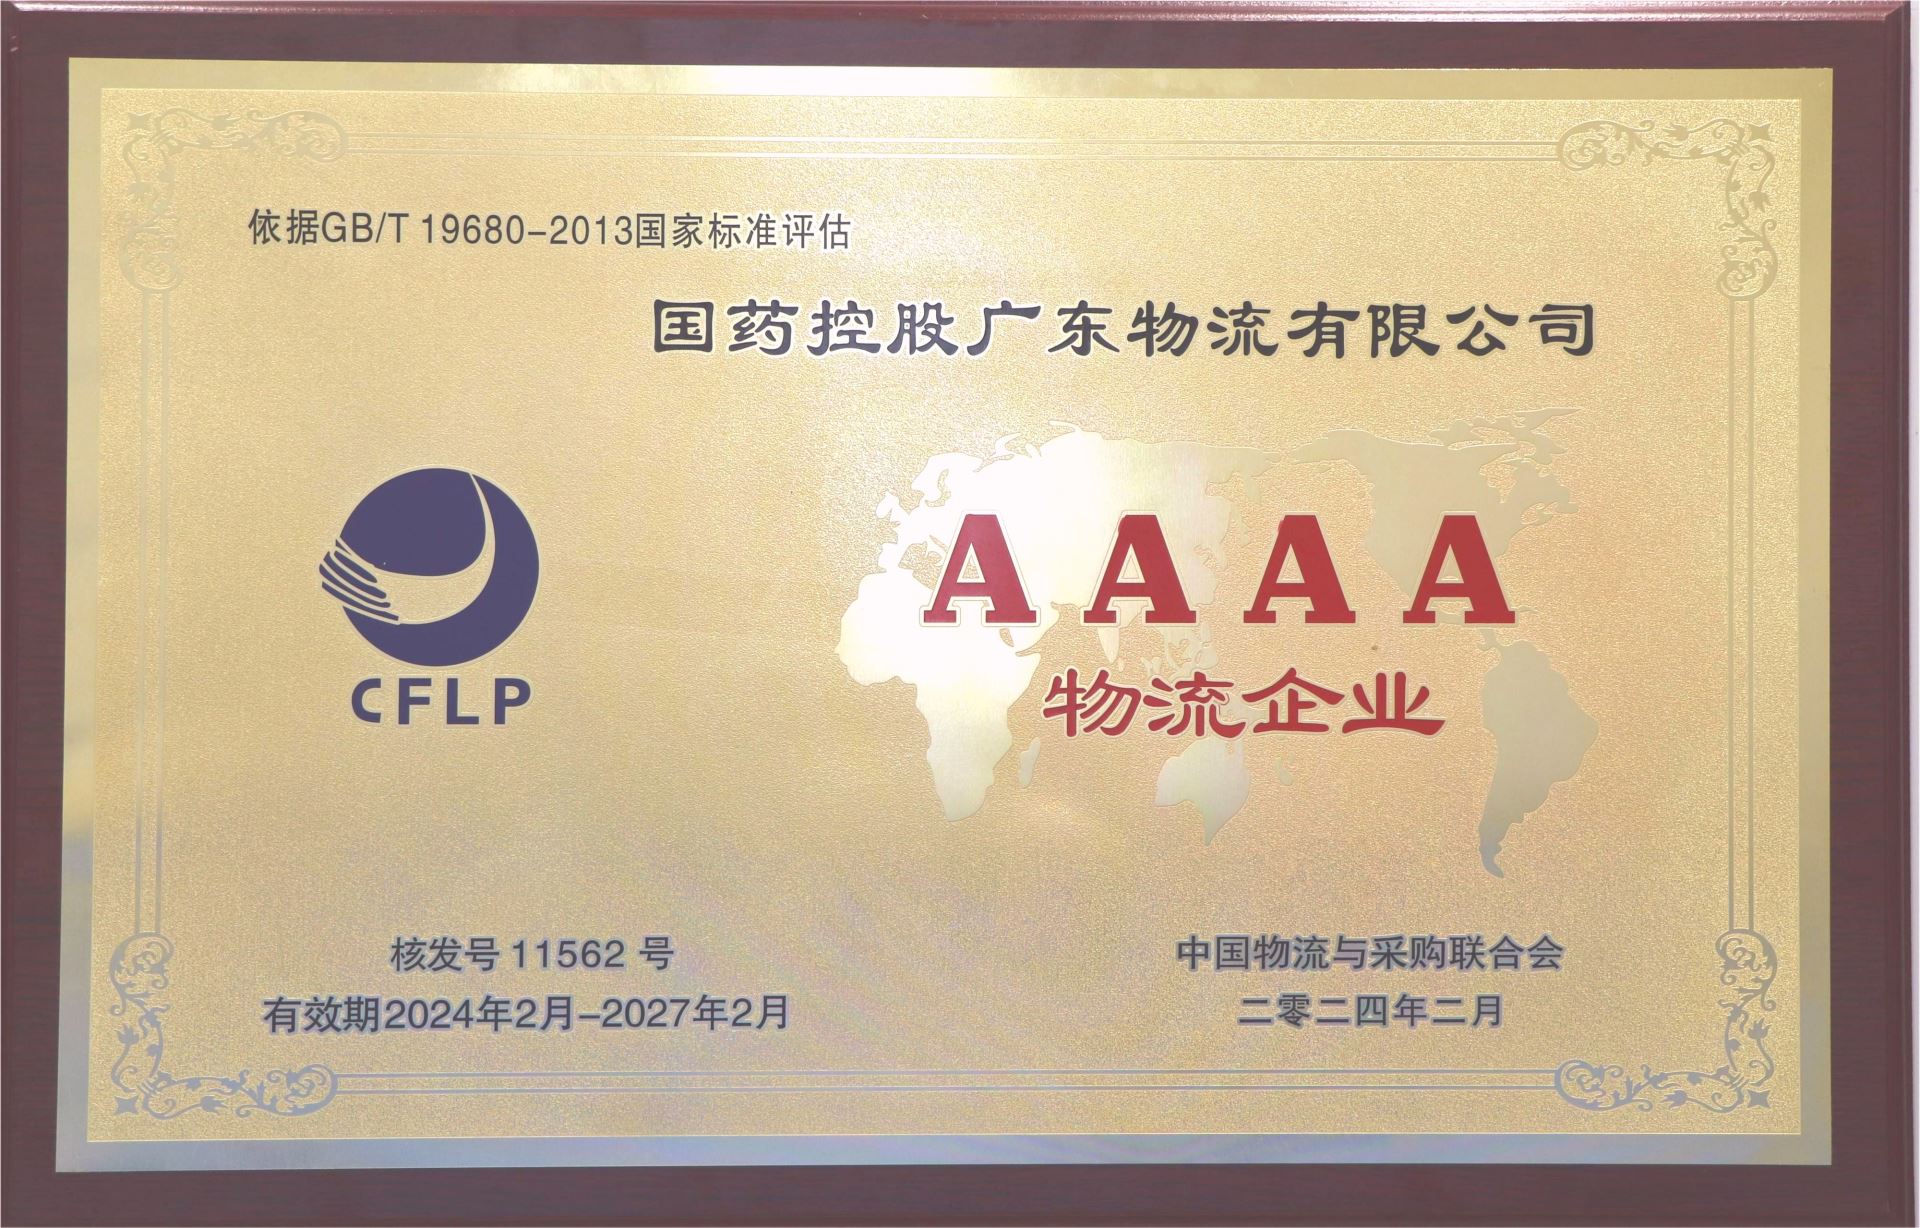 依据GB/T 19680-2013国家标准评估
国药控股广东物流有限公司
AAAA
物流企业
CFLP
核发号 11562 号
有效期2024年2月-2027年2月
中国物流与采购联合会
二零二四年二月